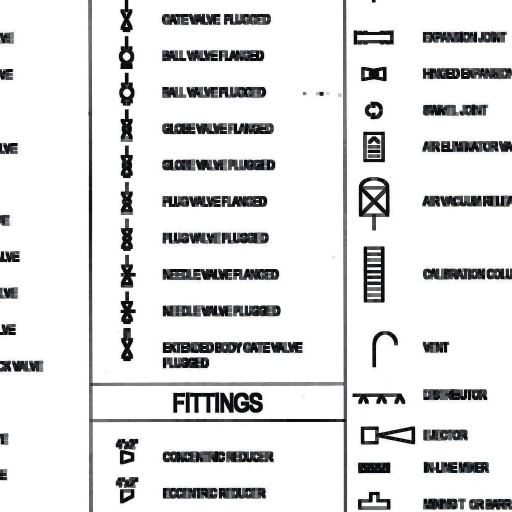 VE
VE
LVE
VE
LVE
LVE
LVE
CK VALVE
E
E
GATE VALVE PLUGGED
BALL VALVE FLANGED
BALL VALVE PLUGGED
GLOBE VALVE FLANGED
GLOBE VALVE PLUGGED
PLUG VALVE FLANGED
PLUG VALVE PLUGGED
NEEDLE VALVE FLANGED
NEEDLE VALVE PLUGGED
EXTENDED BODY GATE VALVE
PLUGGED
FITTINGS
4"x2"
CONCENTRIC REDUCER
4"x2"
ECCENTRIC REDUCER
EXPANSION JOINT
HINGED EXPANSION
SWIVEL JOINT
AIR ELIMINATOR VA
AIR VACUUM RELEA
CALIBRATION COLU
VENT
DISTRIBUTOR
EJECTOR
IN-LINE MIXER
MIXING T OR BARR